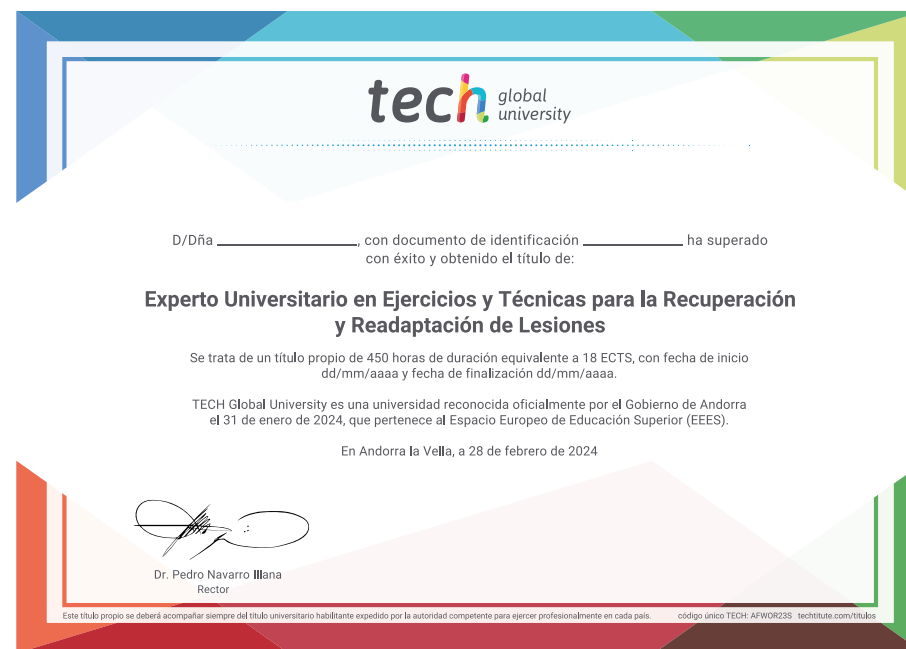 tech global university
D/Dña ____________, con documento de identificación ____________ ha superado
con éxito y obtenido el título de:
Experto Universitario en Ejercicios y Técnicas para la Recuperación
y Readaptación de Lesiones
Se trata de un título propio de 450 horas de duración equivalente a 18 ECTS, con fecha de inicio
dd/mm/aaaa y fecha de finalización dd/mm/aaaa.
TECH Global University es una universidad reconocida oficialmente por el Gobierno de Andorra
el 31 de enero de 2024, que pertenece al Espacio Europeo de Educación Superior (EEES).
En Andorra la Vella, a 28 de febrero de 2024
Dr. Pedro Navarro Illana
Rector
Este título propio se deberá acompañar siempre del título universitario habilitante expedido por la autoridad competente para ejercer profesionalmente en cada país. código único TECH: AFWOR23S techtitute.com/titulos